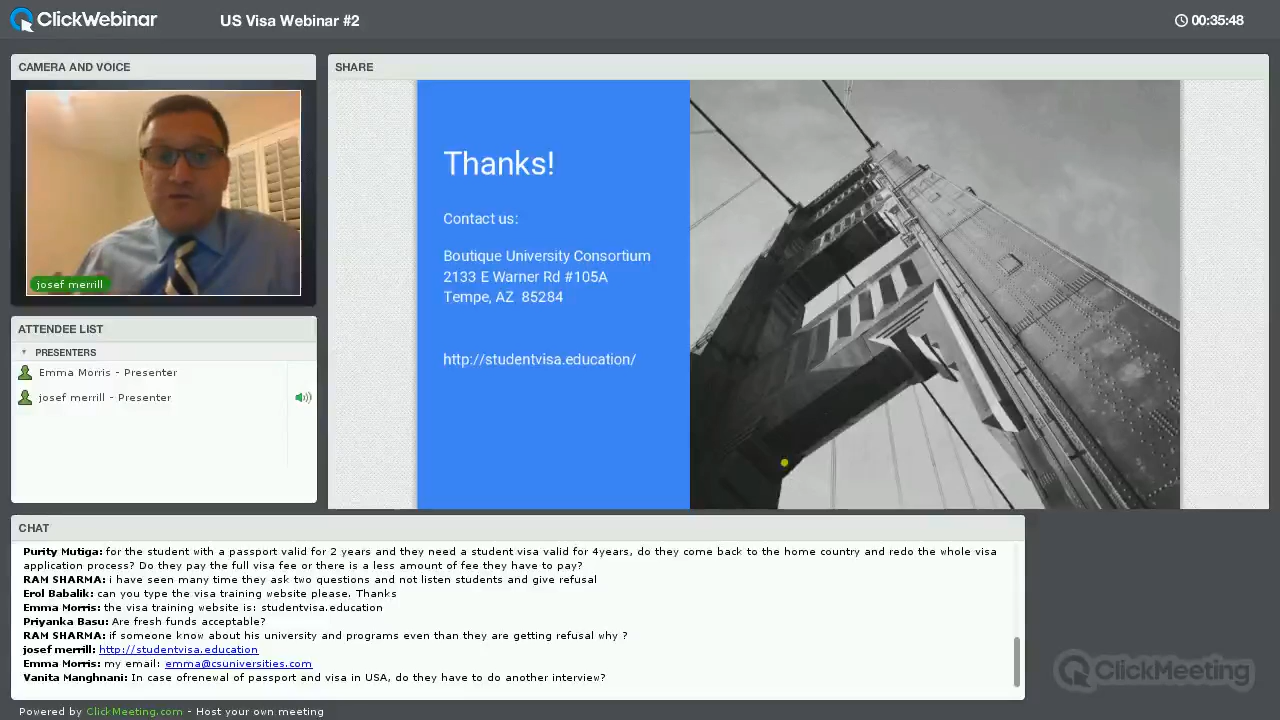 ClickWebinar
US Visa Webinar #2
00:35:48
CAMERA AND VOICE
SHARE
josef merrill
Thanks!
Contact us:
Boutique University Consortium
2133 E Warner Rd #105A
Tempe, AZ  85284
http://studentvisa.education/
ATTENDEE LIST
PRESENTERS
Emma Morris - Presenter
josef merrill - Presenter
CHAT
Purity Mutiga: for the student with a passport valid for 2 years and they need a student visa valid for 4years, do they come back to the home country and redo the whole visa
application process? Do they pay the full visa fee or there is a less amount of fee they have to pay?
RAM SHARMA: i have seen many time they ask two questions and not listen students and give refusal
Erol Babalik: can you type the visa training website please. Thanks
Emma Morris: the visa training website is: studentvisa.education
Priyanka Basu: Are fresh funds acceptable?
RAM SHARMA: if someone know about his university and programs even than they are getting refusal why ?
josef merrill: http://studentvisa.education
Emma Morris: my email: emma@csuniversities.com
Vanita Manghnani: In case ofrenewal of passport and visa in USA, do they have to do another interview?
ClickMeeting
Powered by ClickMeeting.com - Host your own meeting